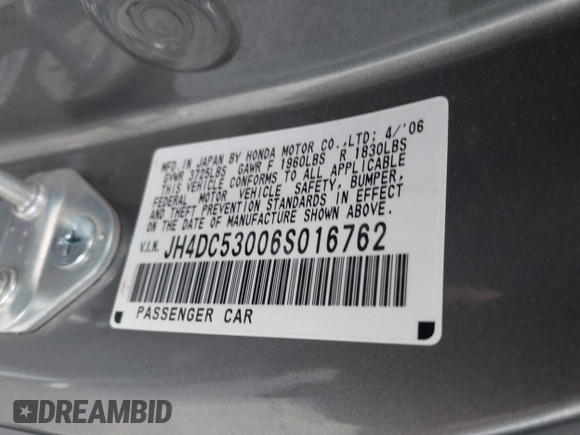 MFD. IN JAPAN BY HONDA MOTOR CO.,LTD: 4/'06
GVWR 3725LBS GAWR F 1960LBS R 1830LBS
THIS VEHICLE CONFORMS TO ALL APPLICABLE
FEDERAL MOTOR VEHICLE SAFETY, BUMPER,
AND THEFT PREVENTION STANDARDS IN EFFECT
ON THE DATE OF MANUFACTURE SHOWN ABOVE.
V.I.N. JH4DC53006S016762
PASSENGER CAR
DREAMBID